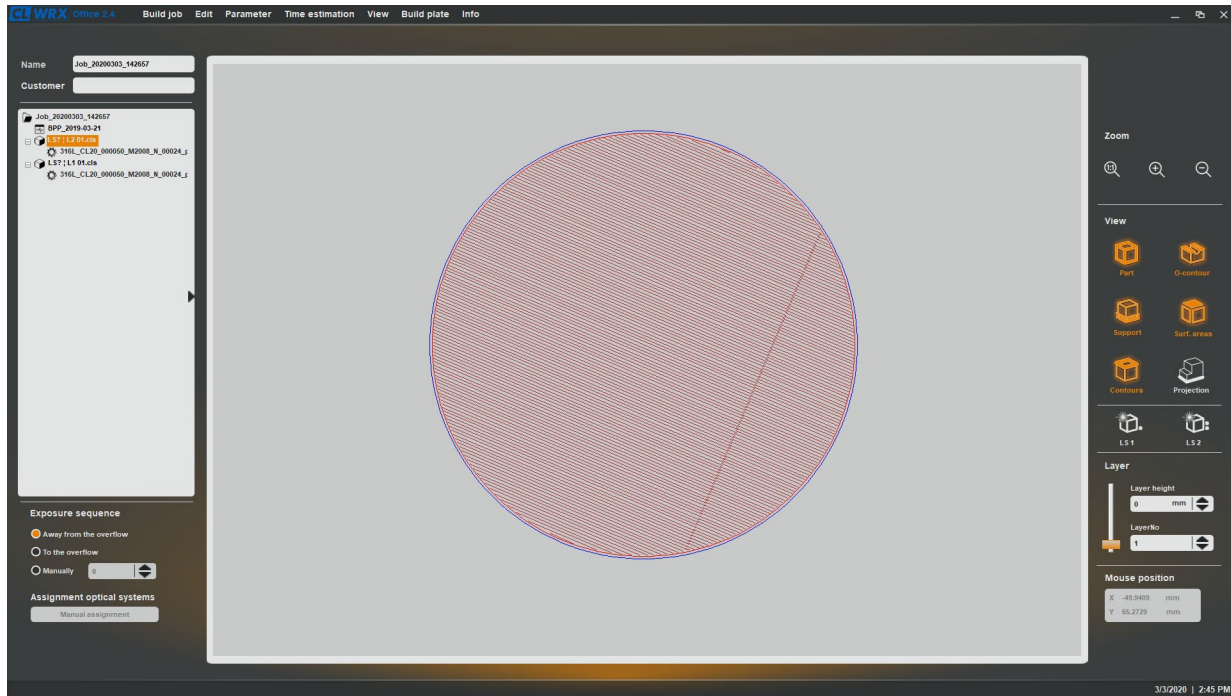 CL WRX Office 2.4 Build job Edit Parameter Time estimation View Build plate Info
Name Job_20200303_142657
Customer
Job_20200303_142657
BPP_2019-03-21
LS? ¦ L2 01.cls
316L_CL20_000050_M2008_N_00024_p
LS? ¦ L1 01.cls
316L_CL20_000050_M2008_N_00024_p
Exposure sequence
Away from the overflow
To the overflow
Manually 0
Assignment optical systems
Manual assignment
Zoom
1:1
View
Part O-contour
Support Surf. areas
Contours Projection
LS 1 LS 2
Layer
Layer height
0 mm
LayerNo
1
Mouse position
X -49.9409 mm
Y 65.2729 mm
3/3/2020 | 2:45 PM